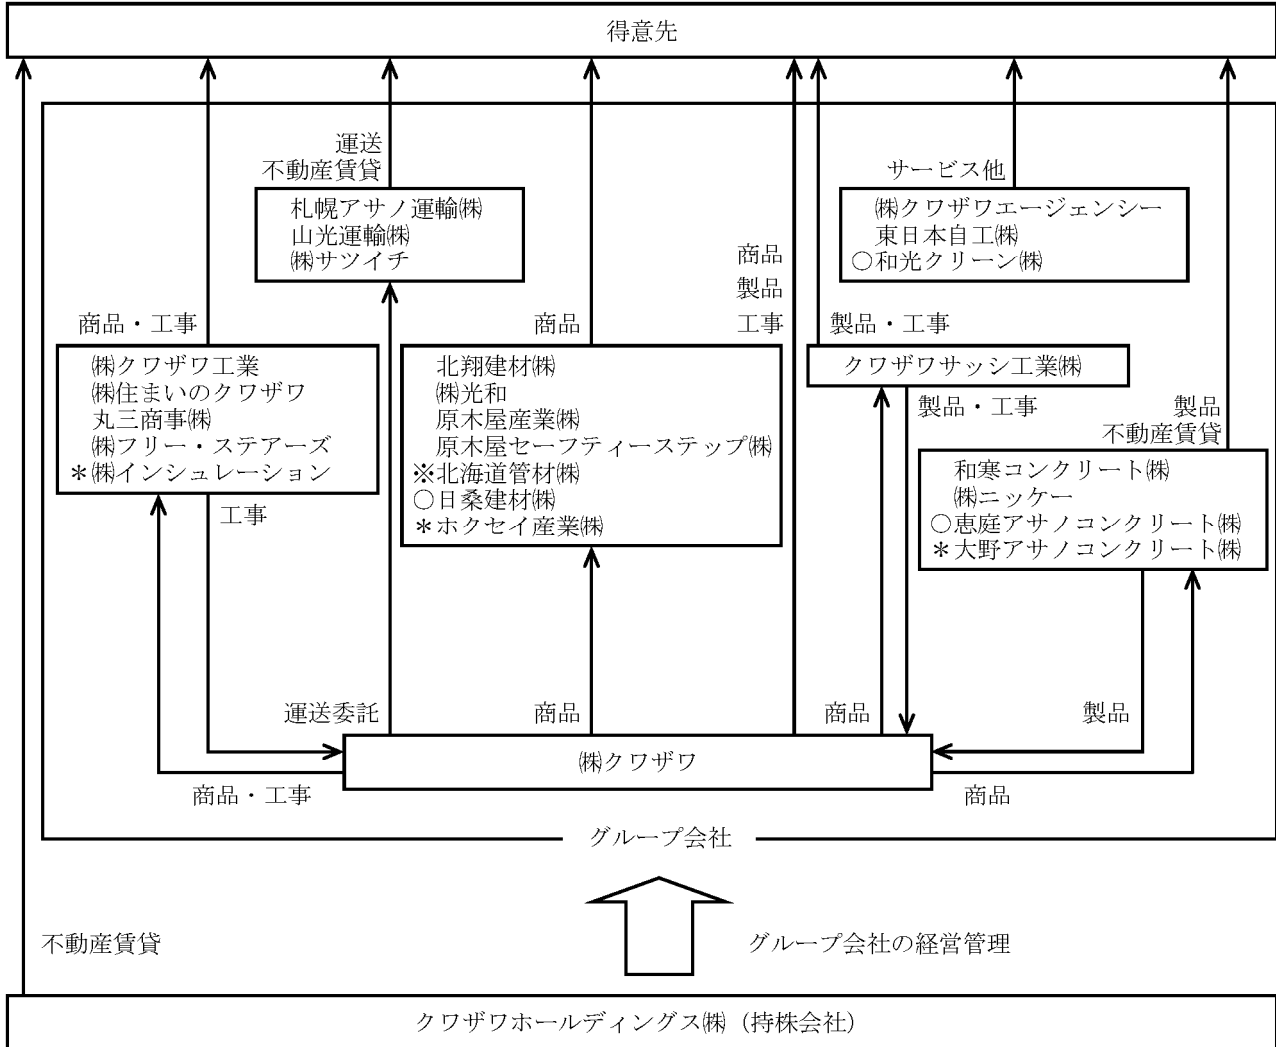 得意先
運送
不動産賃貸
札幌アサノ運輸㈱
山光運輸㈱
㈱サツイチ
サービス他
㈱クワザワエージェンシー
東日本自工㈱
○和光クリーン㈱
商品
製品
工事
商品・工事
㈱クワザワ工業
㈱住まいのクワザワ
丸三商事㈱
㈱フリー・ステアーズ
＊㈱インシュレーション
商品
北翔建材㈱
㈱光和
原木屋産業㈱
原木屋セーフティーステップ㈱
※北海道管材㈱
○日桑建材㈱
＊ホクセイ産業㈱
製品・工事
クワザワサッシ工業㈱
製品・工事
製品
不動産賃貸
和寒コンクリート㈱
㈱ニッケー
○恵庭アサノコンクリート㈱
＊大野アサノコンクリート㈱
工事
運送委託
商品
商品
製品
㈱クワザワ
商品・工事
商品
グループ会社
不動産賃貸
グループ会社の経営管理
クワザワホールディングス㈱（持株会社）